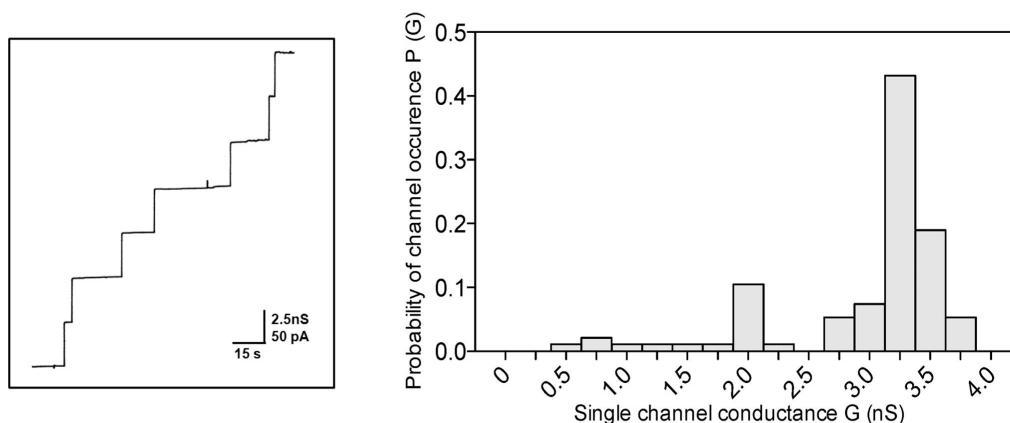 2.5nS
50 pA
15 s
Probability of channel occurence P (G)
0.5
0.4
0.3
0.2
0.1
0.0
0 0.5 1.0 1.5 2.0 2.5 3.0 3.5 4.0
Single channel conductance G (nS)